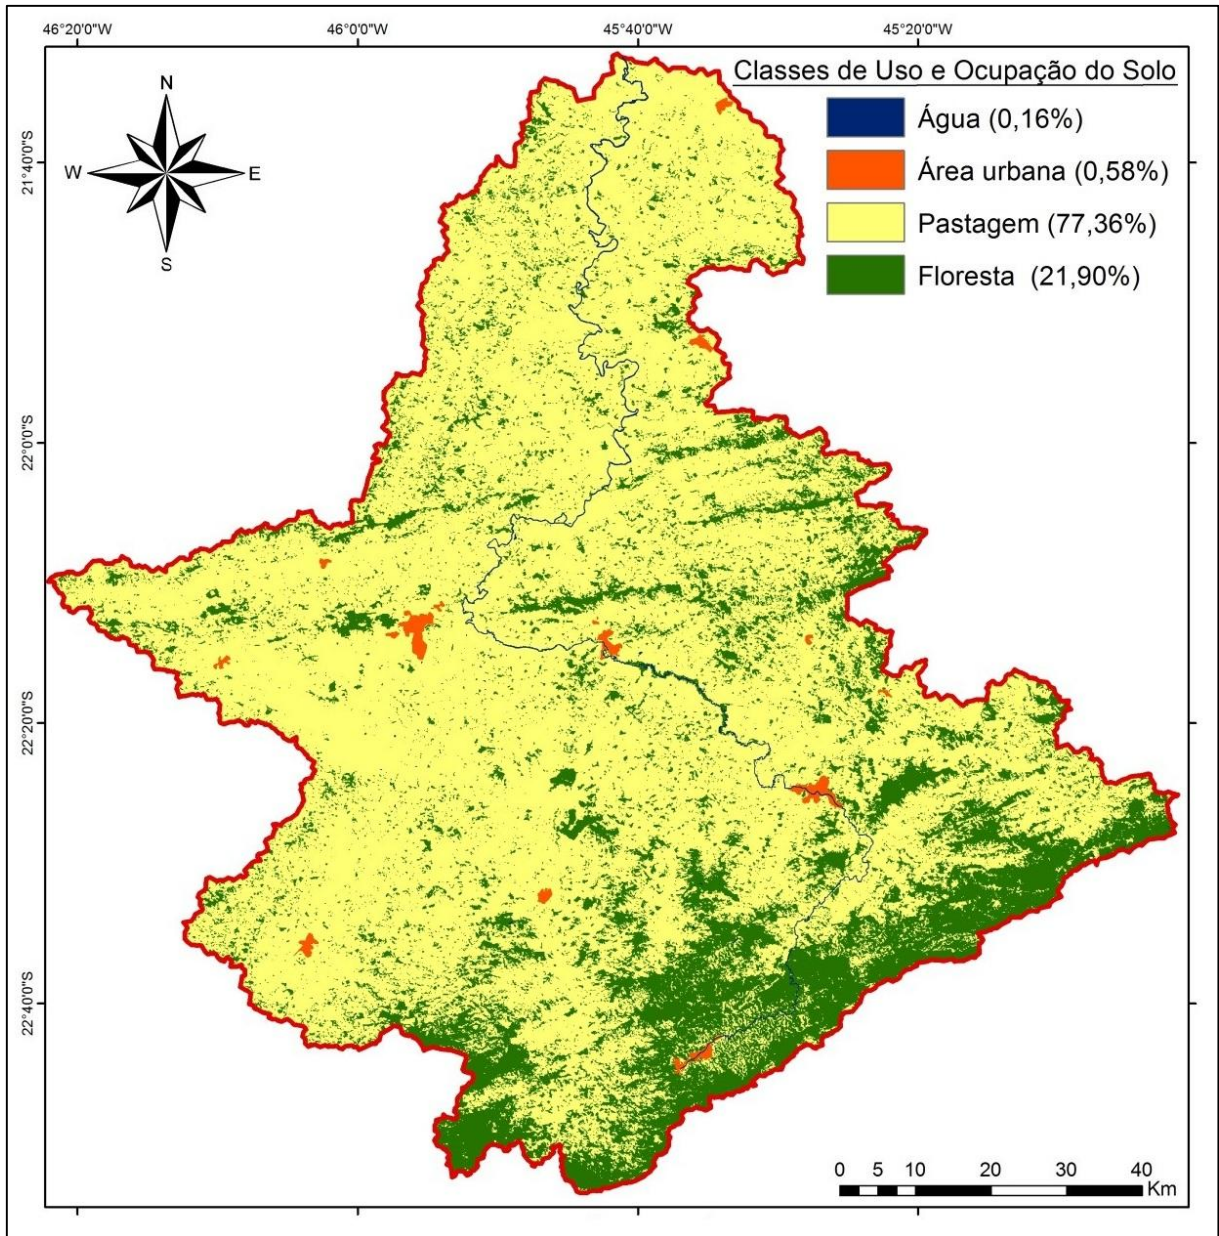 46°20'0"W
46°0'0"W
45°40'0"W
45°20'0"W
Classes de Uso e Ocupação do Solo
Água (0,16%)
Área urbana (0,58%)
Pastagem (77,36%)
Floresta (21,90%)
N
W
E
S
21°40'0"S
22°0'0"S
22°20'0"S
22°40'0"S
0 5 10 20 30 40
Km